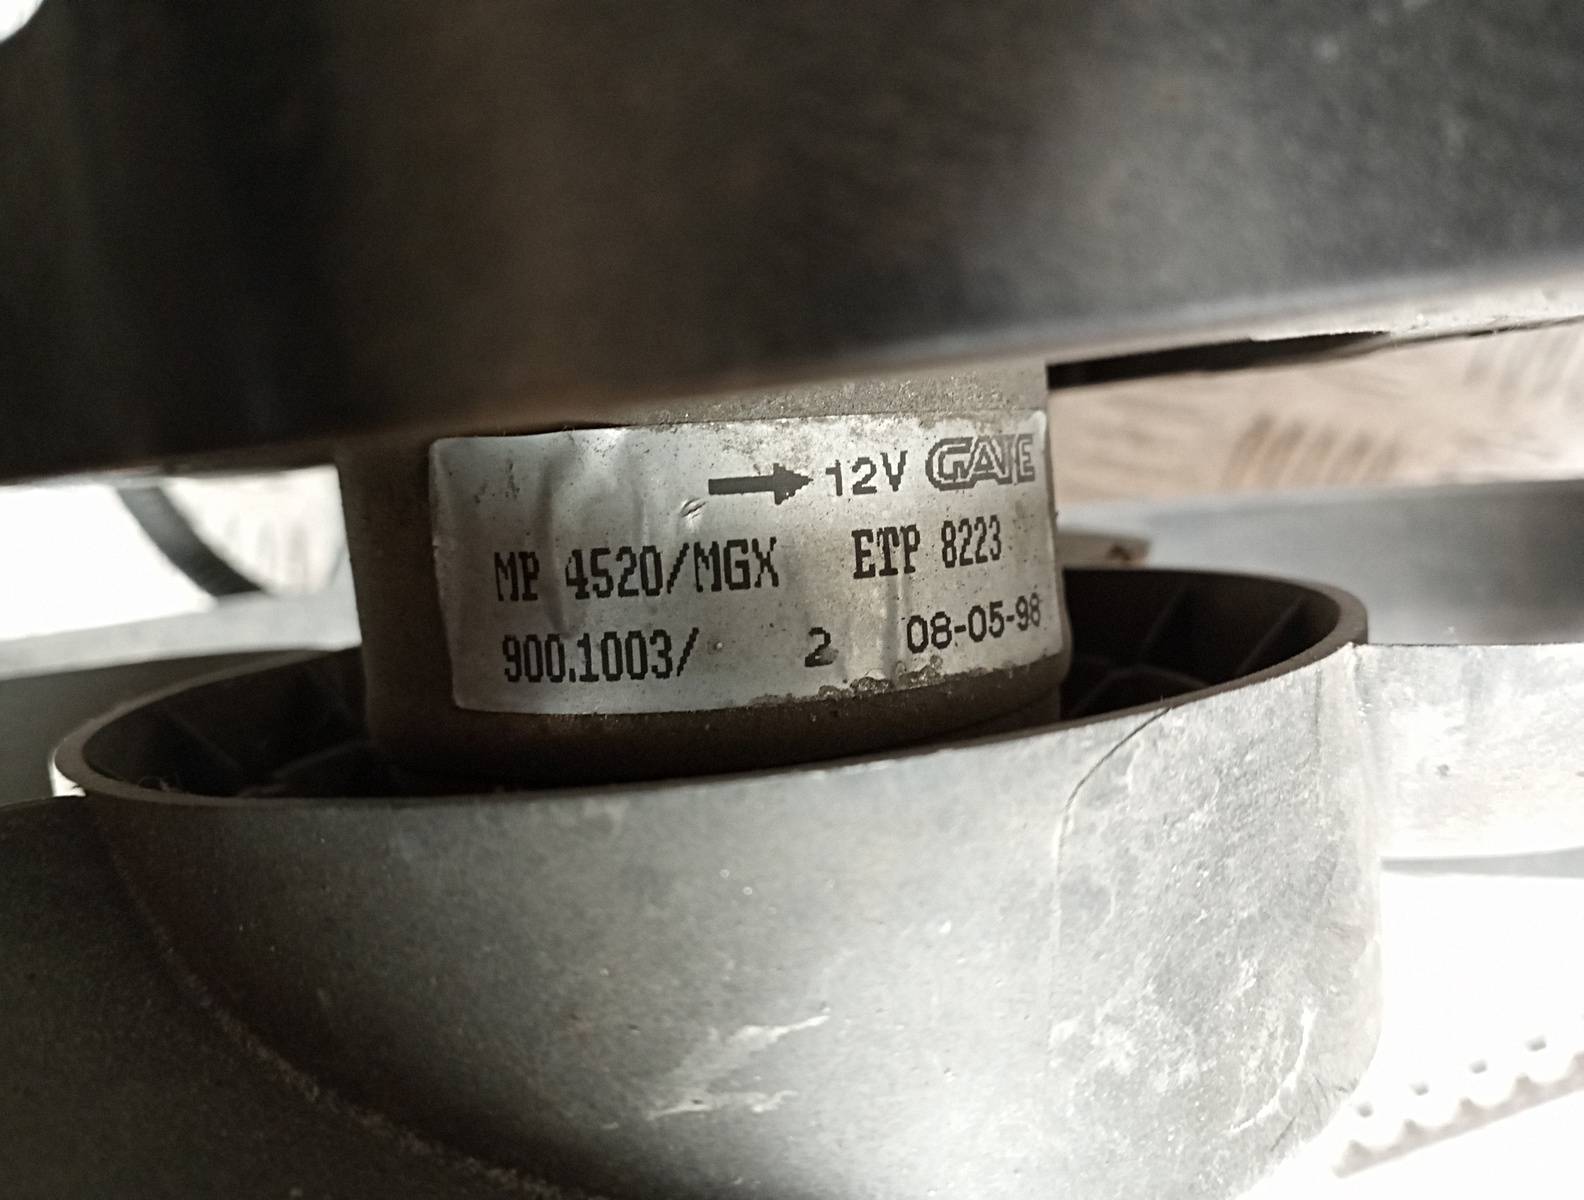 → 12V GATE
MP 4520/MGX ETP 8223
900.1003/ 2 08-05-98